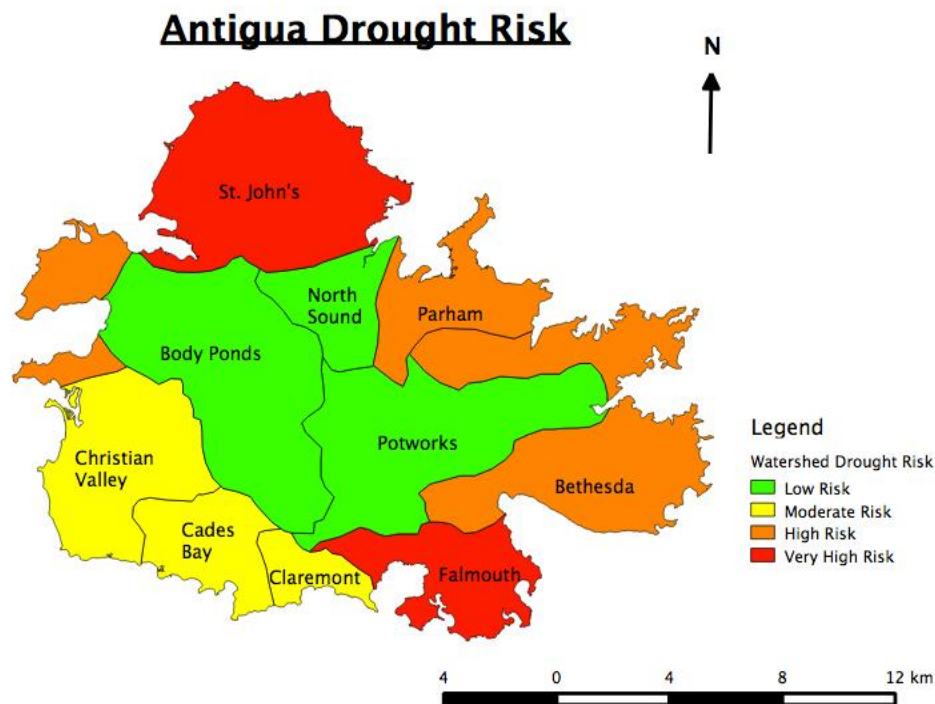 Antigua Drought Risk
N
St. John's
North
Sound
Parham
Body Ponds
Potworks
Christian
Valley
Bethesda
Cades
Bay
Claremont
Falmouth
Legend
Watershed Drought Risk
Low Risk
Moderate Risk
High Risk
Very High Risk
4 0 4 8 12 km